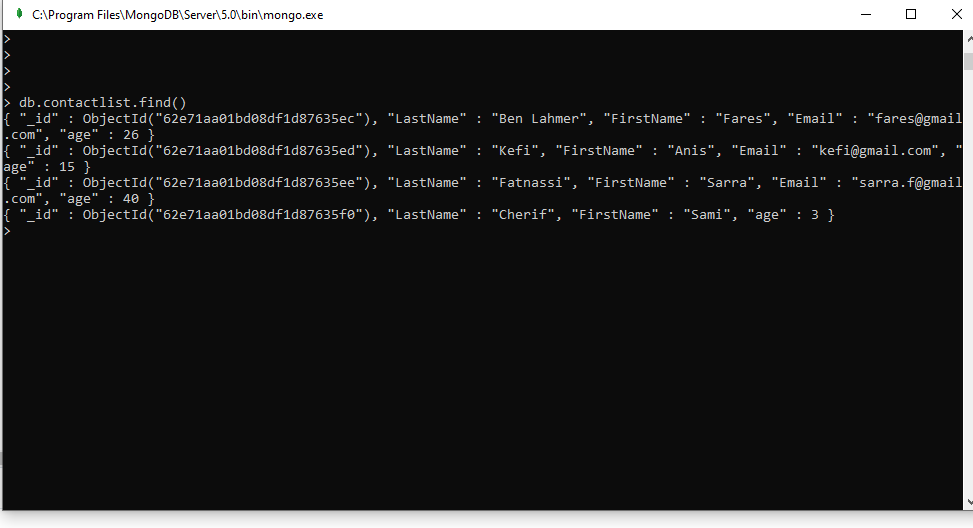 C:\Program Files\MongoDB\Server\5.0\bin\mongo.exe
>
>
>
>
> db.contactlist.find()
{ "_id" : ObjectId("62e71aa01bd08df1d87635ec"), "LastName" : "Ben Lahmer", "FirstName" : "Fares", "Email" : "fares@gmail
.com", "age" : 26 }
{ "_id" : ObjectId("62e71aa01bd08df1d87635ed"), "LastName" : "Kefi", "FirstName" : "Anis", "Email" : "kefi@gmail.com", "
age" : 15 }
{ "_id" : ObjectId("62e71aa01bd08df1d87635ee"), "LastName" : "Fatnassi", "FirstName" : "Sarra", "Email" : "sarra.f@gmail
.com", "age" : 40 }
{ "_id" : ObjectId("62e71aa01bd08df1d87635f0"), "LastName" : "Cherif", "FirstName" : "Sami", "age" : 3 }
>